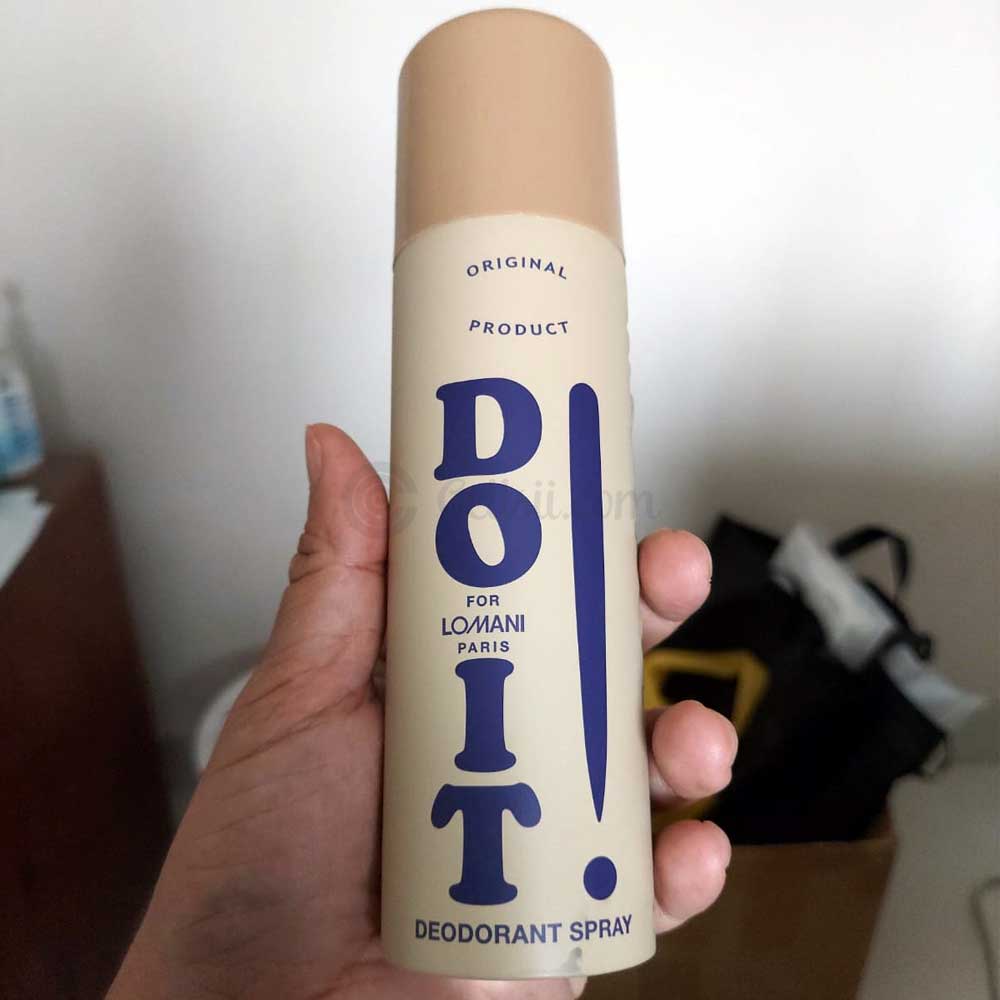 ORIGINAL
PRODUCT
DO
FOR
LOMANI
PARIS
IT!
DEODORANT SPRAY